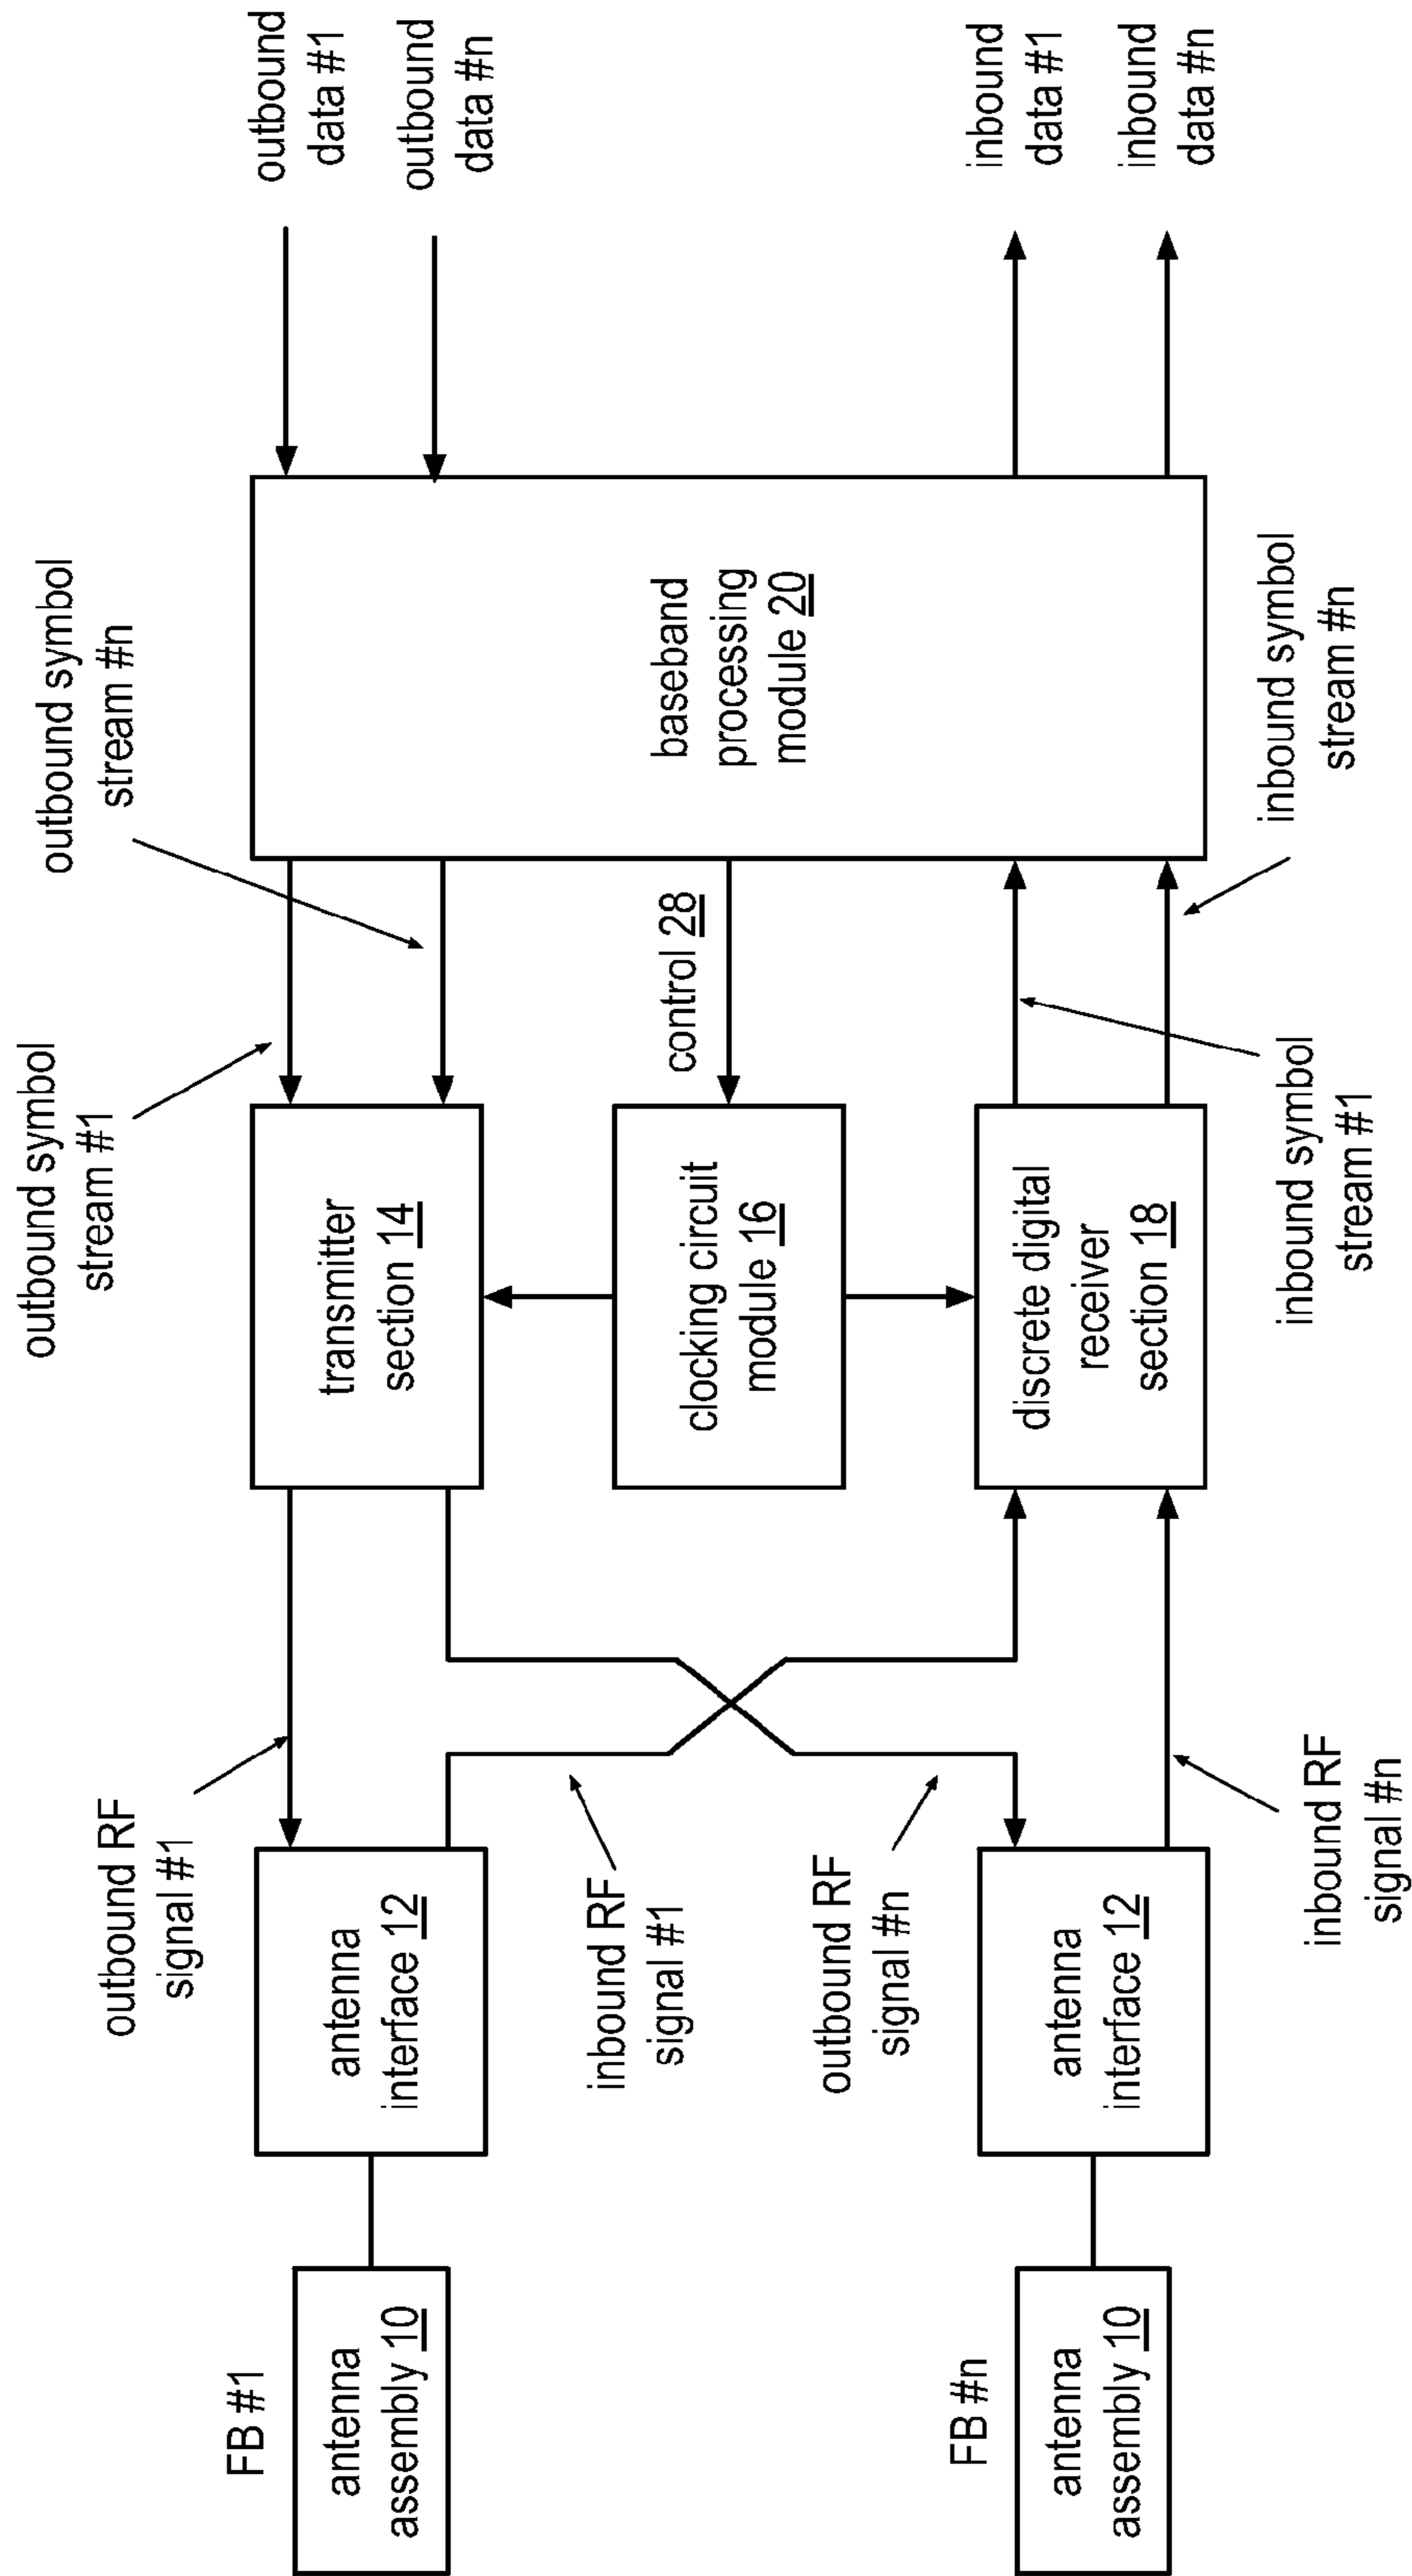 FB #1
antenna
assembly 10
antenna
interface 12
outbound RF
signal #1
inbound RF
signal #1
transmitter
section 14
outbound symbol
stream #1
outbound symbol
stream #n
clocking circuit
module 16
control 28
baseband
processing
module 20
outbound
data #1
outbound
data #n
FB #n
antenna
assembly 10
antenna
interface 12
outbound RF
signal #n
inbound RF
signal #n
discrete digital
receiver
section 18
inbound symbol
stream #1
inbound symbol
stream #n
inbound
data #1
inbound
data #n